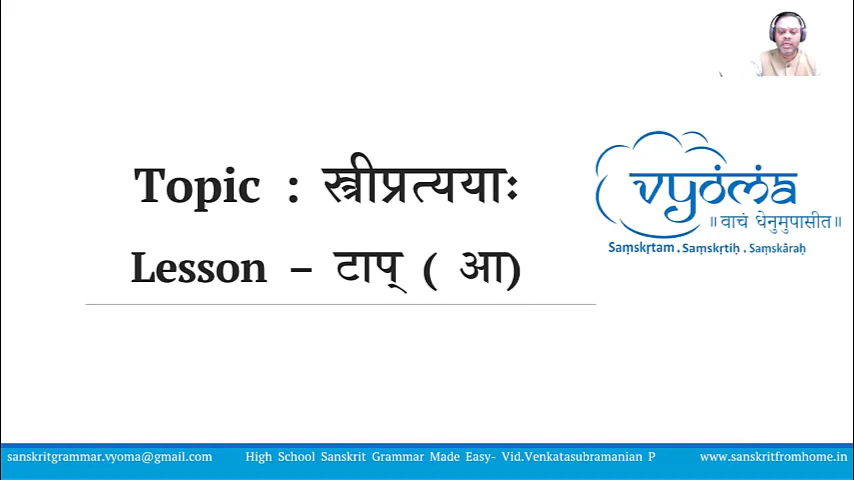 Topic : स्त्रीप्रत्ययाः
Lesson – टाप् ( आ)
vyoma
॥ वाचं धेनुमुपासीत॥
Saṃskṛtam . Saṃskṛtiḥ . Saṃskāraḥ
sanskritgrammar.vyoma@gmail.com High School Sanskrit Grammar Made Easy- Vid.Venkatasubramanian P www.sanskritfromhome.in